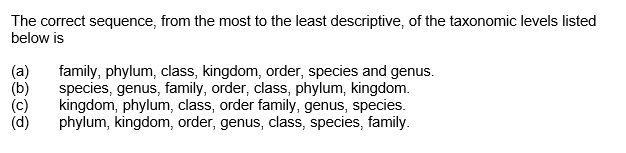 The correct sequence, from the most to the least descriptive, of the taxonomic levels listed
below is
(a) family, phylum, class, kingdom, order, species and genus.
(b) species, genus, family, order, class, phylum, kingdom.
(c) kingdom, phylum, class, order family, genus, species.
(d) phylum, kingdom, order, genus, class, species, family.